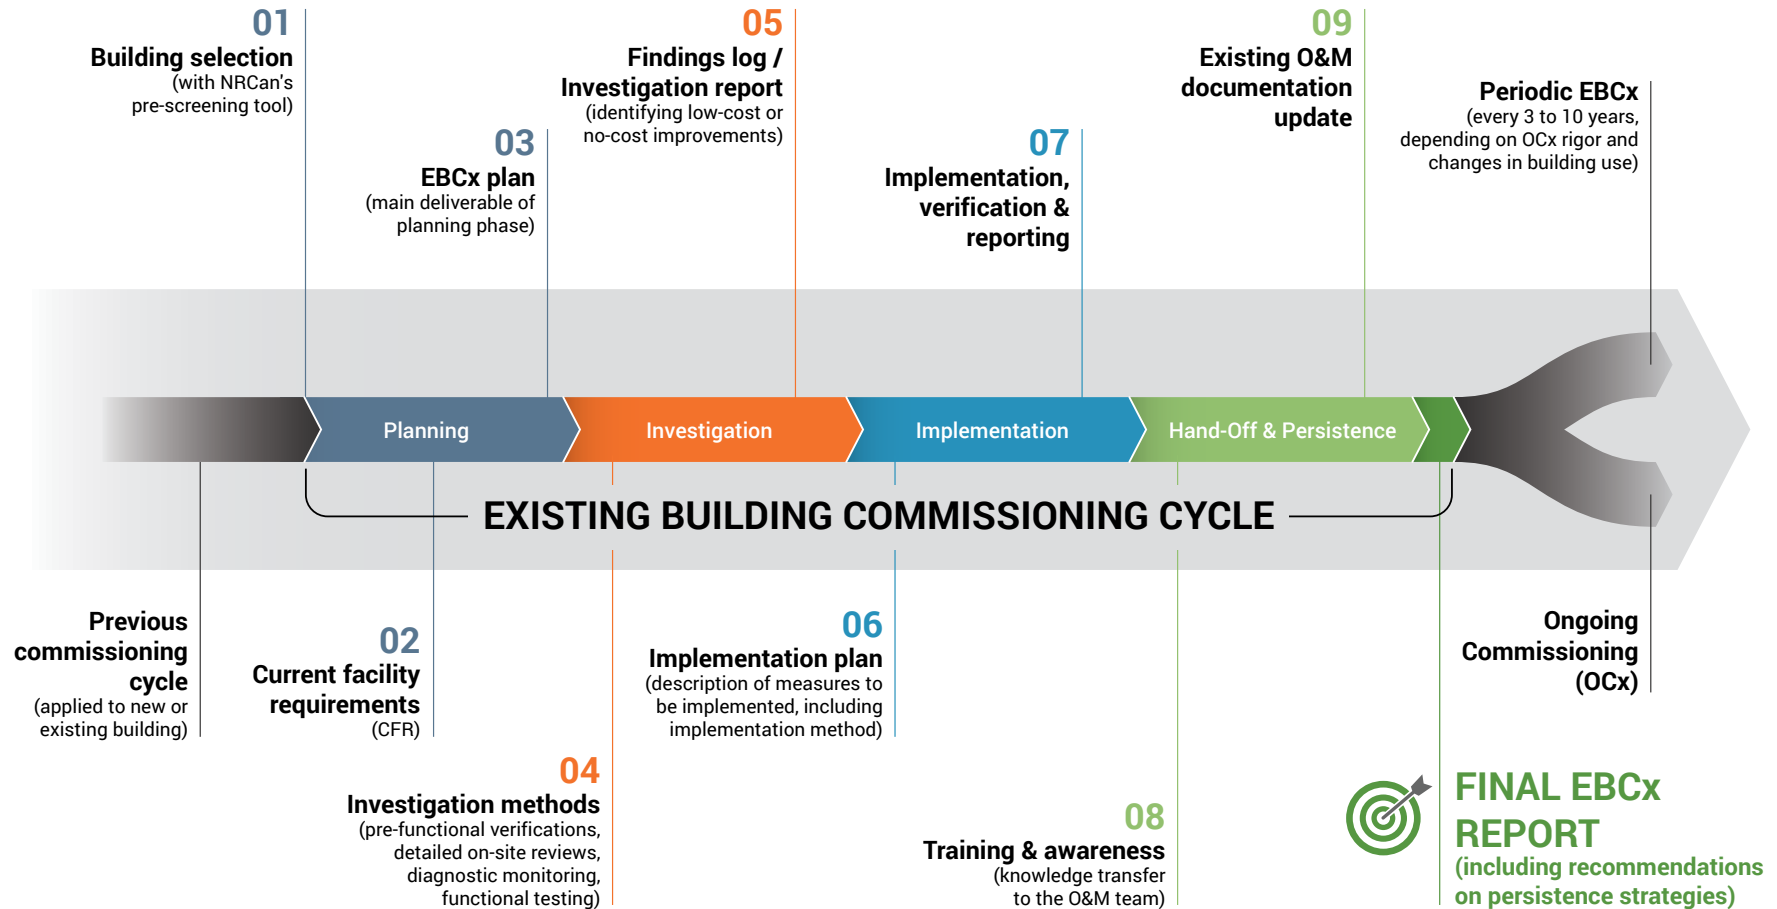 01
Building selection
(with NRCan's
pre-screening tool)
03
EBCx plan
(main deliverable of
planning phase)
05
Findings log /
Investigation report
(identifying low-cost or
no-cost improvements)
07
Implementation,
verification &
reporting
09
Existing O&M
documentation
update
Periodic EBCx
(every 3 to 10 years,
depending on OCx rigor and
changes in building use)
Planning
Investigation
Implementation
Hand-Off & Persistence
EXISTING BUILDING COMMISSIONING CYCLE
Previous
commissioning
cycle
(applied to new or
existing building)
02
Current facility
requirements
(CFR)
04
Investigation methods
(pre-functional verifications,
detailed on-site reviews,
diagnostic monitoring,
functional testing)
06
Implementation plan
(description of measures to
be implemented, including
implementation method)
08
Training & awareness
(knowledge transfer
to the O&M team)
Ongoing
Commissioning
(OCx)
FINAL EBCx
REPORT
(including recommendations
on persistence strategies)